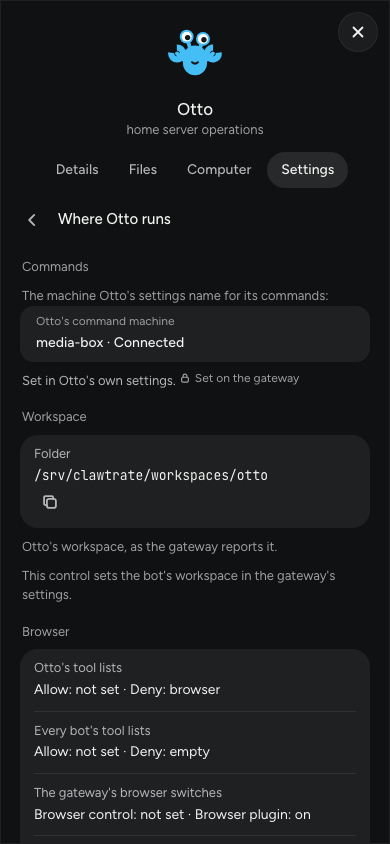 Otto
home server operations
Details Files Computer Settings
Where Otto runs
Commands
The machine Otto's settings name for its commands:
Otto's command machine
media-box · Connected
Set in Otto's own settings. Set on the gateway
Workspace
Folder
/srv/clawtrate/workspaces/otto
Otto's workspace, as the gateway reports it.
This control sets the bot's workspace in the gateway's
settings.
Browser
Otto's tool lists
Allow: not set · Deny: browser
Every bot's tool lists
Allow: not set · Deny: empty
The gateway's browser switches
Browser control: not set · Browser plugin: on